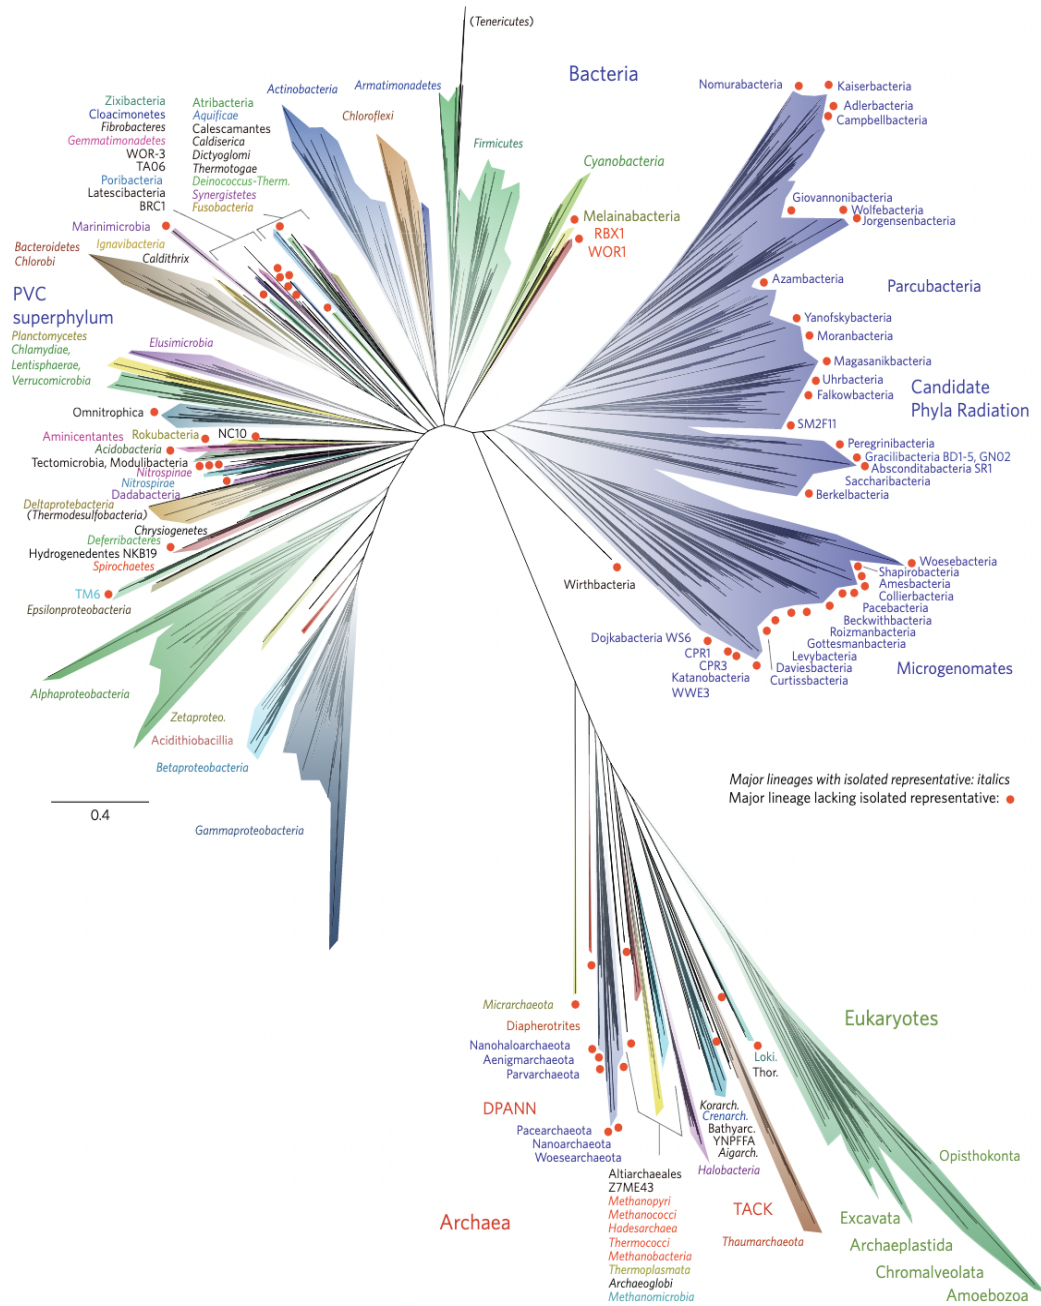 (Tenericutes)
Bacteria
Nomurabacteria
Kaiserbacteria
Adlerbacteria
Campbellbacteria
Armatimonadetes
Actinobacteria
Zixibacteria
Cloacimonetes
Fibrobacteres
Gemmatimonadetes
WOR-3
TA06
Poribacteria
Latescibacteria
BRC1
Atribacteria
Aquificae
Calescamantes
Caldiserica
Dictyoglomi
Thermotogae
Deinococcus-Therm.
Synergistetes
Fusobacteria
Chloroflexi
Firmicutes
Cyanobacteria
Giovannonibacteria
Wolfebacteria
Jorgensenbacteria
Melainabacteria
RBX1
WOR1
Marinimicrobia
Bacteroidetes
Chlorobi
Ignavibacteria
Caldithrix
Azambacteria
Parcubacteria
PVC
superphylum
Planctomycetes
Chlamydiae,
Lentisphaerae,
Verrucomicrobia
Yanofskybacteria
Moranbacteria
Elusimicrobia
Magasanikbacteria
Uhrbacteria
Falkowbacteria
Candidate
Phyla Radiation
SM2F11
Omnitrophica
Aminicentantes
Rokubacteria
NC10
Acidobacteria
Tectomicrobia, Modulibacteria
Nitrospinae
Nitrospirae
Dadabacteria
Deltaprotebacteria
(Thermodesulfobacteria)
Chrysiogenetes
Deferribacteres
Hydrogenedentes NKB19
Spirochaetes
TM6
Epsilonproteobacteria
Peregrinibacteria
Gracilibacteria BD1-5, GN02
Absconditabacteria SR1
Saccharibacteria
Berkelbacteria
Woesebacteria
Shapirobacteria
Amesbacteria
Collierbacteria
Pacebacteria
Beckwithbacteria
Roizmanbacteria
Gottesmanbacteria
Levybacteria
Daviesbacteria
Curtissbacteria
Microgenomates
Wirthbacteria
Dojkabacteria WS6
CPR1
CPR3
Katanobacteria
WWE3
Alphaproteobacteria
Zetaproteo.
Acidithiobacillia
Betaproteobacteria
0.4
Gammaproteobacteria
Major lineages with isolated representative: italics
Major lineage lacking isolated representative:
Micrarchaeota
Diapherotrites
Nanohaloarchaeota
Aenigmarchaeota
Parvarchaeota
DPANN
Pacearchaeota
Nanoarchaeota
Woesearchaeota
Eukaryotes
Loki.
Thor.
Korarch.
Crenarch.
Bathyarc.
YNPFFA
Aigarch.
Halobacteria
Altiarchaeales
Z7ME43
Methanopyri
Methanococci
Hadesarchaea
Thermococci
Methanobacteria
Thermoplasmata
Archaeoglobi
Methanomicrobia
Archaea
TACK
Thaumarchaeota
Opisthokonta
Excavata
Archaeplastida
Chromalveolata
Amoebozoa